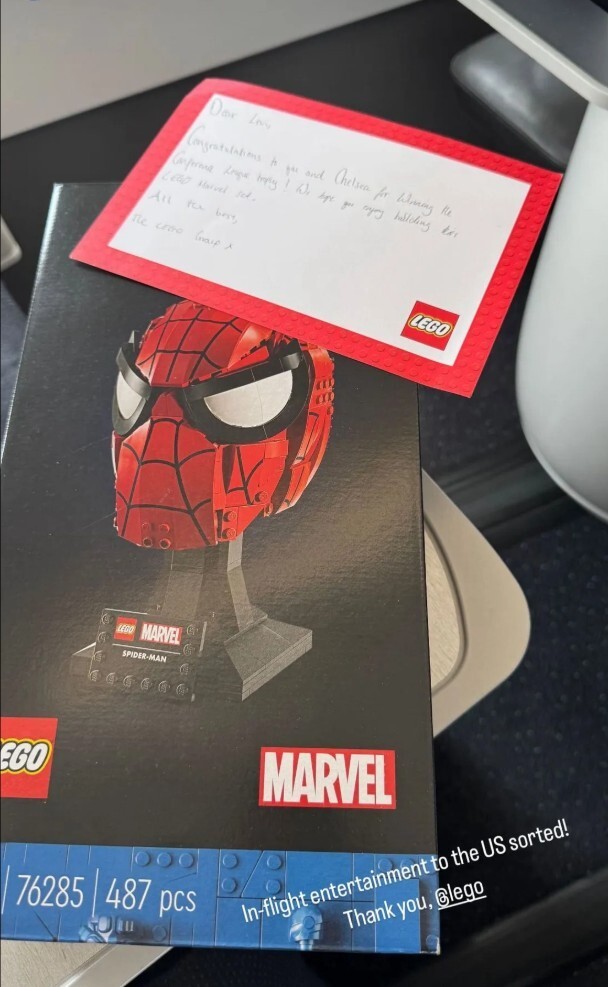 Dear Levi,
Congratulations to you and Chelsea for Winning the
Conference League trophy! We hope you enjoy building this
LEGO Marvel set.
All the best,
The LEGO Group x
LEGO
LEGO MARVEL
SPIDER-MAN
LEGO
MARVEL
76285 487 pcs
In-flight entertainment to the US sorted!
Thank you, @lego